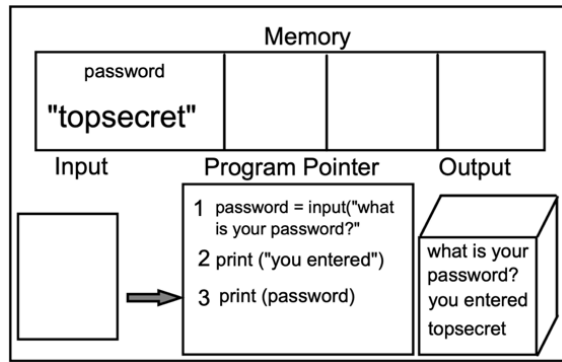 Memory
password
"topsecret"
Input
Program Pointer
Output
1 password = input("what
is your password?"
2 print ("you entered")
3 print (password)
what is your
password?
you entered
topsecret